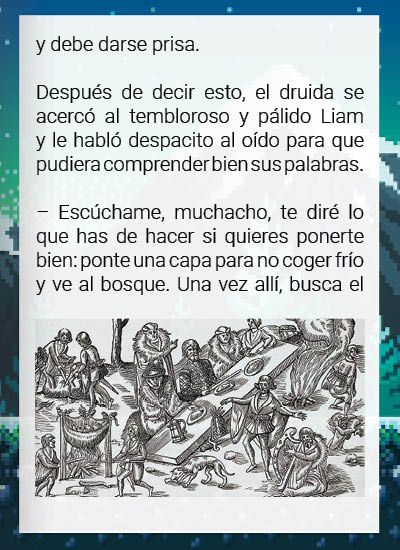 y debe darse prisa.
Después de decir esto, el druida se
acercó al tembloroso y pálido Liam
y le habló despacito al oído para que
pudiera comprender bien sus palabras.
– Escúchame, muchacho, te diré lo
que has de hacer si quieres ponerte
bien: ponte una capa para no coger frío
y ve al bosque. Una vez allí, busca el